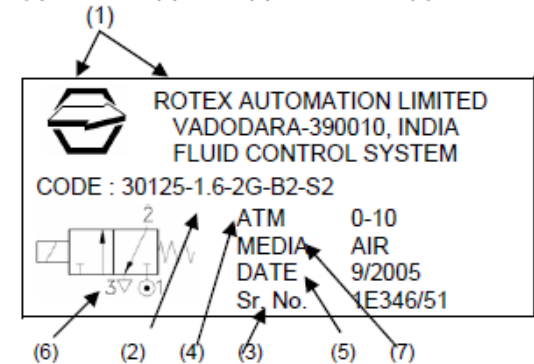 (1)
ROTEX AUTOMATION LIMITED
VADODARA-390010, INDIA
FLUID CONTROL SYSTEM
CODE : 30125-1.6-2G-B2-S2
2
3 1
ATM 0-10
MEDIA AIR
DATE 9/2005
Sr. No. 1E346/51
(6) (2) (4) (3) (5) (7)